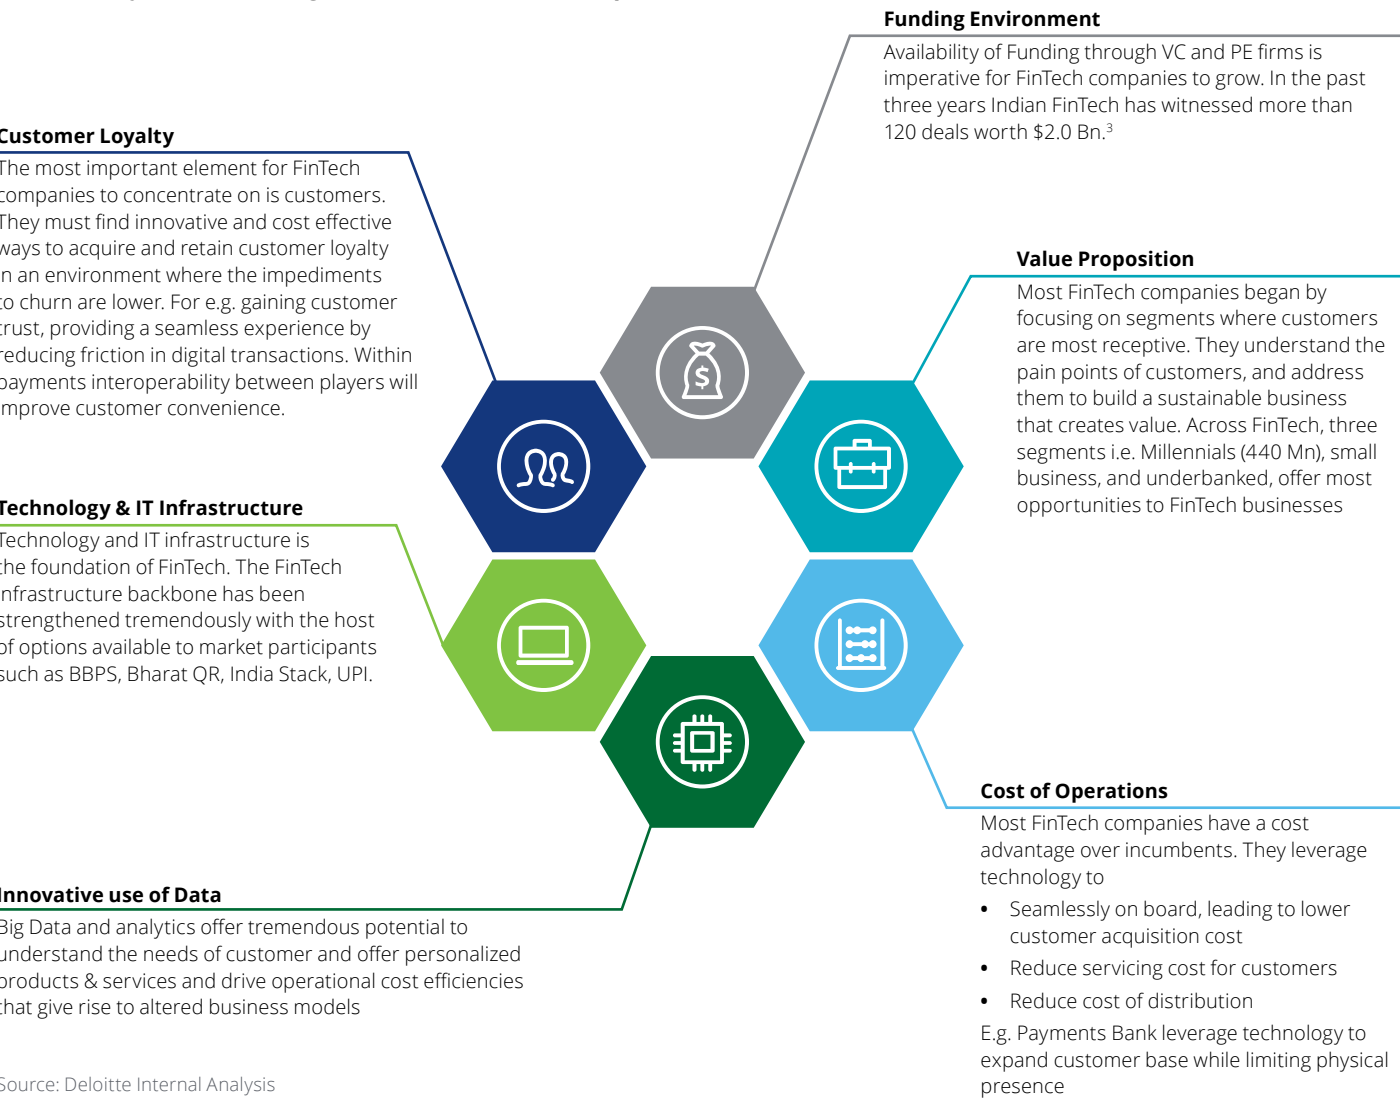 Funding Environment
Availability of Funding through VC and PE firms is
imperative for FinTech companies to grow. In the past
three years Indian FinTech has witnessed more than
120 deals worth $2.0 Bn.3
Customer Loyalty
The most important element for FinTech
companies to concentrate on is customers.
They must find innovative and cost effective
ways to acquire and retain customer loyalty
in an environment where the impediments
to churn are lower. For e.g. gaining customer
trust, providing a seamless experience by
reducing friction in digital transactions. Within
payments interoperability between players will
improve customer convenience.
Value Proposition
Most FinTech companies began by
focusing on segments where customers
are most receptive. They understand the
pain points of customers, and address
them to build a sustainable business
that creates value. Across FinTech, three
segments i.e. Millennials (440 Mn), small
business, and underbanked, offer most
opportunities to FinTech businesses
$
Technology & IT Infrastructure
Technology and IT infrastructure is
the foundation of FinTech. The FinTech
infrastructure backbone has been
strengthened tremendously with the host
of options available to market participants
such as BBPS, Bharat QR, India Stack, UPI.
Cost of Operations
Most FinTech companies have a cost
advantage over incumbents. They leverage
technology to
• Seamlessly on board, leading to lower
customer acquisition cost
• Reduce servicing cost for customers
• Reduce cost of distribution
E.g. Payments Bank leverage technology to
expand customer base while limiting physical
presence
Innovative use of Data
Big Data and analytics offer tremendous potential to
understand the needs of customer and offer personalized
products & services and drive operational cost efficiencies
that give rise to altered business models
Source: Deloitte Internal Analysis